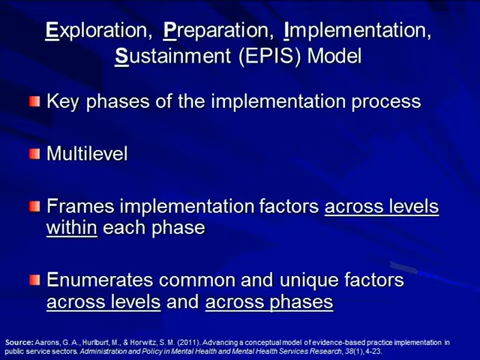 Exploration, Preparation, Implementation,
Sustainment (EPIS) Model
Key phases of the implementation process
Multilevel
Frames implementation factors across levels
within each phase
Enumerates common and unique factors
across levels and across phases
Source: Aarons, G. A., Hurlburt, M., & Horwitz, S. M. (2011). Advancing a conceptual model of evidence-based practice implementation in
public service sectors. Administration and Policy in Mental Health and Mental Health Services Research, 38(1), 4-23.